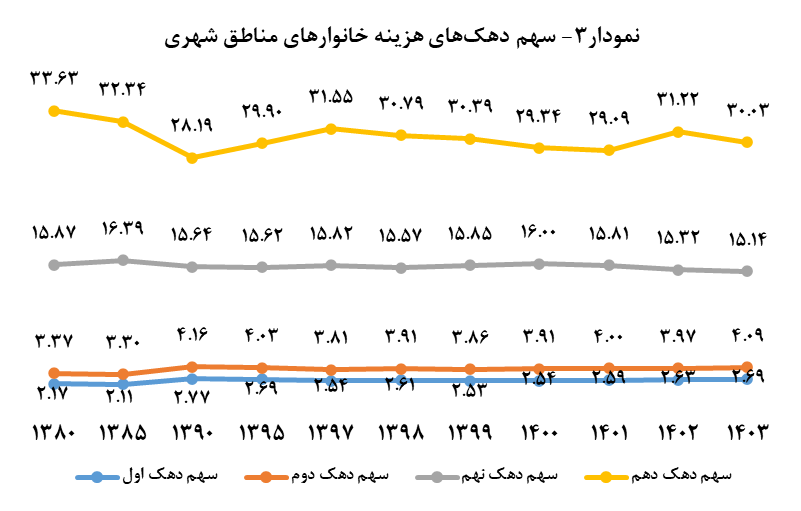 نمودار۳- سهم دهک‌های هزینه خانوارهای مناطق شهری
۳۳.۶۳ ۳۲.۳۴ ۲۸.۱۹ ۲۹.۹۰ ۳۱.۵۵ ۳۰.۷۹ ۳۰.۳۹ ۲۹.۳۴ ۲۹.۰۹ ۳۱.۲۲ ۳۰.۰۳
۱۵.۸۷ ۱۶.۳۹ ۱۵.۶۴ ۱۵.۶۲ ۱۵.۸۲ ۱۵.۵۷ ۱۵.۸۵ ۱۶.۰۰ ۱۵.۸۱ ۱۵.۳۲ ۱۵.۱۴
۳.۳۷ ۳.۳۰ ۴.۱۶ ۴.۰۳ ۳.۸۱ ۳.۹۱ ۳.۸۶ ۳.۹۱ ۴.۰۰ ۳.۹۷ ۴.۰۹
۲.۱۷ ۲.۱۱ ۲.۷۷ ۲.۶۹ ۲.۵۴ ۲.۶۱ ۲.۵۳ ۲.۵۴ ۲.۵۹ ۲.۶۳ ۲.۶۹
۱۳۸۰ ۱۳۸۵ ۱۳۹۰ ۱۳۹۵ ۱۳۹۷ ۱۳۹۸ ۱۳۹۹ ۱۴۰۰ ۱۴۰۱ ۱۴۰۲ ۱۴۰۳
سهم دهک اول سهم دهک دوم سهم دهک نهم سهم دهک دهم